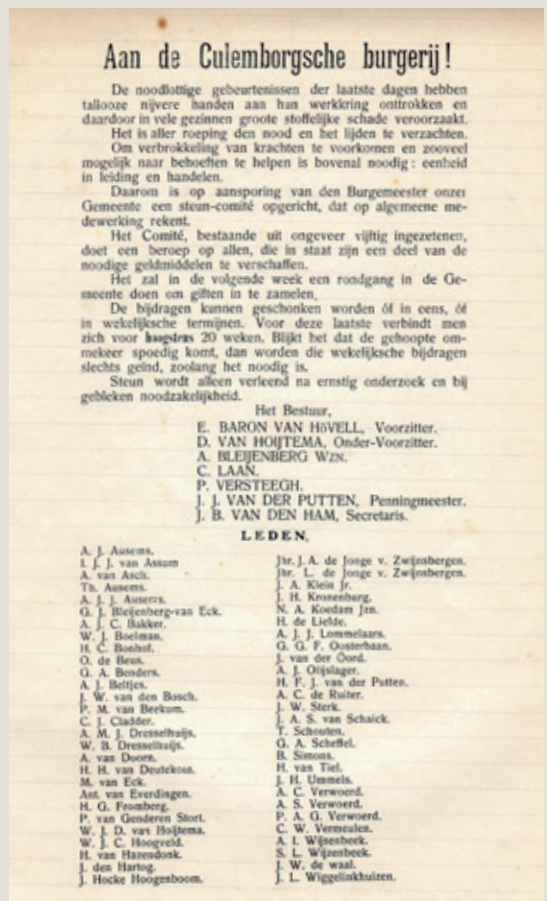 Aan de Culemborgsche burgerij!
De noodlottige gebeurtenissen der laatste dagen hebben
tallooze nijvere handen aan hun werkkring onttrokken en
daardoor in vele gezinnen groote stoffelijke schade veroorzaakt.
Het is aller roeping den nood en het lijden te verzachten.
Om verbrokkeling van krachten te voorkomen en zooveel
mogelijk naar behoeften te helpen is bovenal noodig: eenheid
in leiding en handelen.
Daarom is op aansporing van den Burgemeester onzer
Gemeente een steun-comité opgericht, dat op algemeene me-
dewerking rekent.
Het Comité, bestaande uit ongeveer vijftig ingezetenen,
doet een beroep op allen, die in staat zijn een deel van de
noodige geldmiddelen te verschaffen.
Het zal in de volgende week een rondgang in de Ge-
meente doen om giften in te zamelen.
De bijdragen kunnen geschonken worden óf in eens, óf
in wekelijksche termijnen. Voor deze laatste verbindt men
zich voor hoogstens 20 weken. Blijkt het dat de gehoopte om-
mekeer spoedig komt, dan worden die wekelijksche bijdragen
slechts geïnd, zoolang het noodig is.
Steun wordt alleen verleend na ernstig onderzoek en bij
gebleken noodzakelijkheid.
Het Bestuur,
E. BARON VAN HöVELL, Voorzitter.
D. VAN HOIJTEMA, Onder-Voorzitter.
A. BLEIJENBERG Wzn.
C. LAAN.
P. VERSTEEGH.
J. J. VAN DER PUTTEN, Penningmeester.
J. B. VAN DEN HAM, Secretaris.
LEDEN.
A. J. Ausems.
I. J. J. van Assum
A. van Asch.
Th. Ausems.
A. J. J. Ausems.
G. J. Bleijenberg-van Eck.
A. J. C. Bakker.
W. J. Boelman.
H. C. Bonhof.
O. de Beus.
G. A. Benders.
A. J. Beltjes.
J. W. van den Bosch.
P. M. van Beekum.
C. J. Cladder.
A. M. J. Dresselhuijs.
W. B. Dresselhuijs.
A. van Doorn.
H. H. van Deutekom.
M. van Eck.
Ant. van Everdingen.
H. G. Fromberg.
P. van Genderen Stort.
W. J. D. van Hoijtema.
W. J. C. Hoogveld.
H. van Hazendonk.
J. den Hartog.
J. Hocke Hoogenboom.
Jhr. J. A. de Jonge v. Zwijnsbergen.
Jhr. L. de Jonge v. Zwijnsbergen.
J. A. Klein Jr.
J. H. Kronenburg.
N. A. Koedam Jzn.
H. de Liefde.
A. J. J. Lommelaars.
G. G. F. Oosterbaan.
J. van der Oord.
A. J. Olijslager.
H. F. J. van der Putten.
A. C. de Ruiter.
J. W. Sterk.
J. A. S. van Schaick.
T. Schouten.
G. A. Scheffel.
B. Simons.
H. van Tiel.
J. H. Ummels.
A. C. Verwoerd.
A. S. Verwoerd.
P. A. G. Verwoerd.
C. W. Vermeulen.
A. I. Wijsenbeek.
S. L. Wijzenbeek.
J. W. de waal.
J. L. Wiggelinkhuizen.